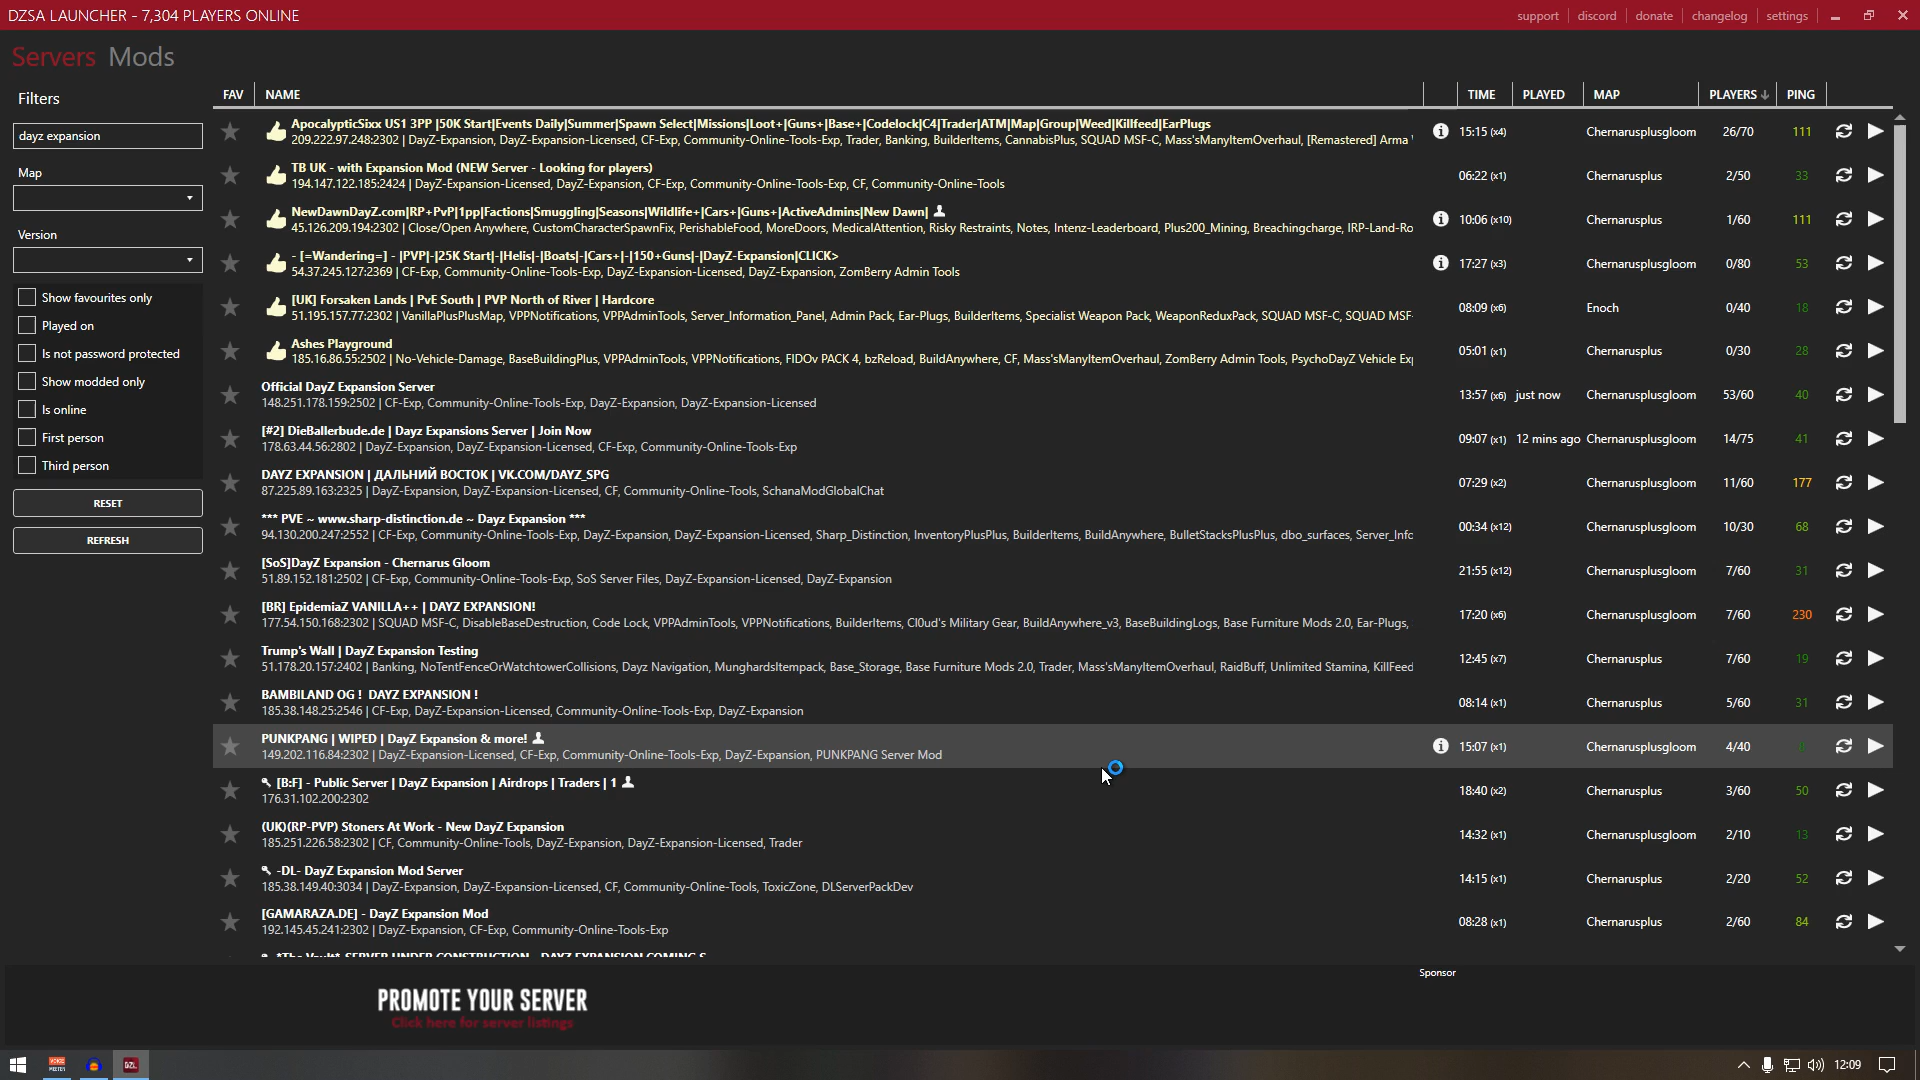 DZSA LAUNCHER - 7,304 PLAYERS ONLINE
support discord donate changelog settings
Servers Mods
Filters
dayz expansion
Map
Version
Show favourites only
Played on
Is not password protected
Show modded only
Is online
First person
Third person
RESET
REFRESH
FAV NAME TIME PLAYED MAP PLAYERS PING
ApocalypticSixx US1 3PP |50K Start|Events Daily|Summer|Spawn Select|Missions|Loot+|Guns+|Base+|Codelock|C4|Trader|ATM|Map|Group|Weed|Killfeed|EarPlugs
209.222.97.248:2302 | DayZ-Expansion, DayZ-Expansion-Licensed, CF-Exp, Community-Online-Tools-Exp, Trader, Banking, BuilderItems, CannabisPlus, SQUAD MSF-C, Mass'sManyItemOverhaul, [Remastered] Arma
15:15 (x4) Chernarusplusgloom 26/70 111
TB UK - with Expansion Mod (NEW Server - Looking for players)
194.147.122.185:2424 | DayZ-Expansion-Licensed, DayZ-Expansion, CF-Exp, Community-Online-Tools-Exp, CF, Community-Online-Tools
06:22 (x1) Chernarusplus 2/50 33
NewDawnDayZ.com|RP+PvP|1pp|Factions|Smuggling|Seasons|Wildlife+|Cars+|Guns+|ActiveAdmins|New Dawn|
45.126.209.194:2302 | Close/Open Anywhere, CustomCharacterSpawnFix, PerishableFood, MoreDoors, MedicalAttention, Risky Restraints, Notes, Intenz-Leaderboard, Plus200_Mining, Breachingcharge, IRP-Land-Ro
10:06 (x10) Chernarusplus 1/60 111
- [=Wandering=] - |PVP|-|25K Start|-|Helis|-|Boats|-|Cars+|-|150+Guns|-|DayZ-Expansion|CLICK>
54.37.245.127:2369 | CF-Exp, Community-Online-Tools-Exp, DayZ-Expansion-Licensed, DayZ-Expansion, ZomBerry Admin Tools
17:27 (x3) Chernarusplusgloom 0/80 53
[UK] Forsaken Lands | PvE South | PVP North of River | Hardcore
51.195.157.77:2302 | VanillaPlusPlusMap, VPPNotifications, VPPAdminTools, Server_Information_Panel, Admin Pack, Ear-Plugs, BuilderItems, Specialist Weapon Pack, WeaponReduxPack, SQUAD MSF-C, SQUAD MSF-
08:09 (x6) Enoch 0/40 18
Ashes Playground
185.16.86.55:2502 | No-Vehicle-Damage, BaseBuildingPlus, VPPAdminTools, VPPNotifications, FIDOv PACK 4, bzReload, BuildAnywhere, CF, Mass'sManyItemOverhaul, ZomBerry Admin Tools, PsychoDayZ Vehicle Ex
05:01 (x1) Chernarusplus 0/30 28
Official DayZ Expansion Server
148.251.178.159:2502 | CF-Exp, Community-Online-Tools-Exp, DayZ-Expansion, DayZ-Expansion-Licensed
13:57 (x6) just now Chernarusplusgloom 53/60 40
[#2] DieBallerbude.de | Dayz Expansions Server | Join Now
178.63.44.56:2802 | DayZ-Expansion, DayZ-Expansion-Licensed, CF-Exp, Community-Online-Tools-Exp
09:07 (x1) 12 mins ago Chernarusplusgloom 14/75 41
DAYZ EXPANSION | ДАЛЬНИЙ ВОСТОК | VK.COM/DAYZ_SPG
87.225.89.163:2325 | DayZ-Expansion, DayZ-Expansion-Licensed, CF, Community-Online-Tools, SchanaModGlobalChat
07:29 (x2) Chernarusplusgloom 11/60 177
*** PVE ~ www.sharp-distinction.de ~ Dayz Expansion ***
94.130.200.247:2552 | CF-Exp, Community-Online-Tools-Exp, DayZ-Expansion, DayZ-Expansion-Licensed, Sharp_Distinction, InventoryPlusPlus, BuilderItems, BuildAnywhere, BulletStacksPlusPlus, dbo_surfaces, Server_Info
00:34 (x12) Chernarusplusgloom 10/30 68
[SoS]DayZ Expansion - Chernarus Gloom
51.89.152.181:2502 | CF-Exp, Community-Online-Tools-Exp, SoS Server Files, DayZ-Expansion-Licensed, DayZ-Expansion
21:55 (x12) Chernarusplusgloom 7/60 31
[BR] EpidemiaZ VANILLA++ | DAYZ EXPANSION!
177.54.150.168:2302 | SQUAD MSF-C, DisableBaseDestruction, Code Lock, VPPAdminTools, VPPNotifications, BuilderItems, Cl0ud's Military Gear, BuildAnywhere_v3, BaseBuildingLogs, Base Furniture Mods 2.0, Ear-Plugs,
17:20 (x6) Chernarusplusgloom 7/60 230
Trump's Wall | DayZ Expansion Testing
51.178.20.157:2402 | Banking, NoTentFenceOrWatchtowerCollisions, Dayz Navigation, MunghardsItempack, Base_Storage, Base Furniture Mods 2.0, Trader, Mass'sManyItemOverhaul, RaidBuff, Unlimited Stamina, KillFeed
12:45 (x7) Chernarusplus 7/60 19
BAMBILAND OG ! DAYZ EXPANSION !
185.38.148.25:2546 | CF-Exp, DayZ-Expansion-Licensed, Community-Online-Tools-Exp, DayZ-Expansion
08:14 (x1) Chernarusplus 5/60 31
PUNKPANG | WIPED | DayZ Expansion & more!
149.202.116.84:2302 | DayZ-Expansion-Licensed, CF-Exp, Community-Online-Tools-Exp, DayZ-Expansion, PUNKPANG Server Mod
15:07 (x1) Chernarusplusgloom 4/40
[B:F] - Public Server | DayZ Expansion | Airdrops | Traders | 1
176.31.102.200:2302
18:40 (x2) Chernarusplus 3/60 50
(UK)(RP-PVP) Stoners At Work - New DayZ Expansion
185.251.226.58:2302 | CF, Community-Online-Tools, DayZ-Expansion, DayZ-Expansion-Licensed, Trader
14:32 (x1) Chernarusplusgloom 2/10 13
-DL- DayZ Expansion Mod Server
185.38.149.40:3034 | DayZ-Expansion, DayZ-Expansion-Licensed, CF, Community-Online-Tools, ToxicZone, DLServerPackDev
14:15 (x1) Chernarusplus 2/20 52
[GAMARAZA.DE] - DayZ Expansion Mod
192.145.45.241:2302 | DayZ-Expansion, CF-Exp, Community-Online-Tools-Exp
08:28 (x1) Chernarusplus 2/60 84
*The Vault* SERVER UNDER CONSTRUCTION - DAYZ EXPANSION COMING S
Sponsor
PROMOTE YOUR SERVER
Click here for server listings
12:09